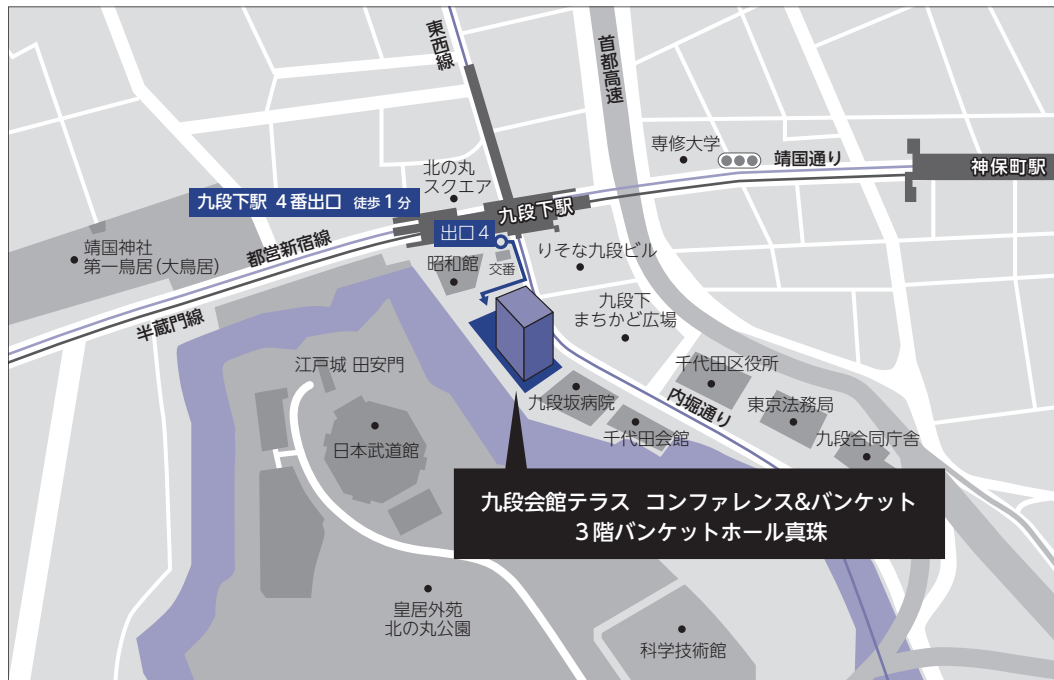 東西線
首都高速
専修大学
靖国通り
神保町駅
北の丸
スクエア
九段下駅 4番出口 徒歩1分
九段下駅
出口4
靖国神社
第一鳥居(大鳥居)
都営新宿線
昭和館
交番
りそな九段ビル
半蔵門線
九段下
まちかど広場
江戸城 田安門
千代田区役所
九段坂病院
内堀通り
東京法務局
日本武道館
千代田会館
九段合同庁舎
九段会館テラス コンファレンス&バンケット
3階バンケットホール真珠
皇居外苑
北の丸公園
科学技術館